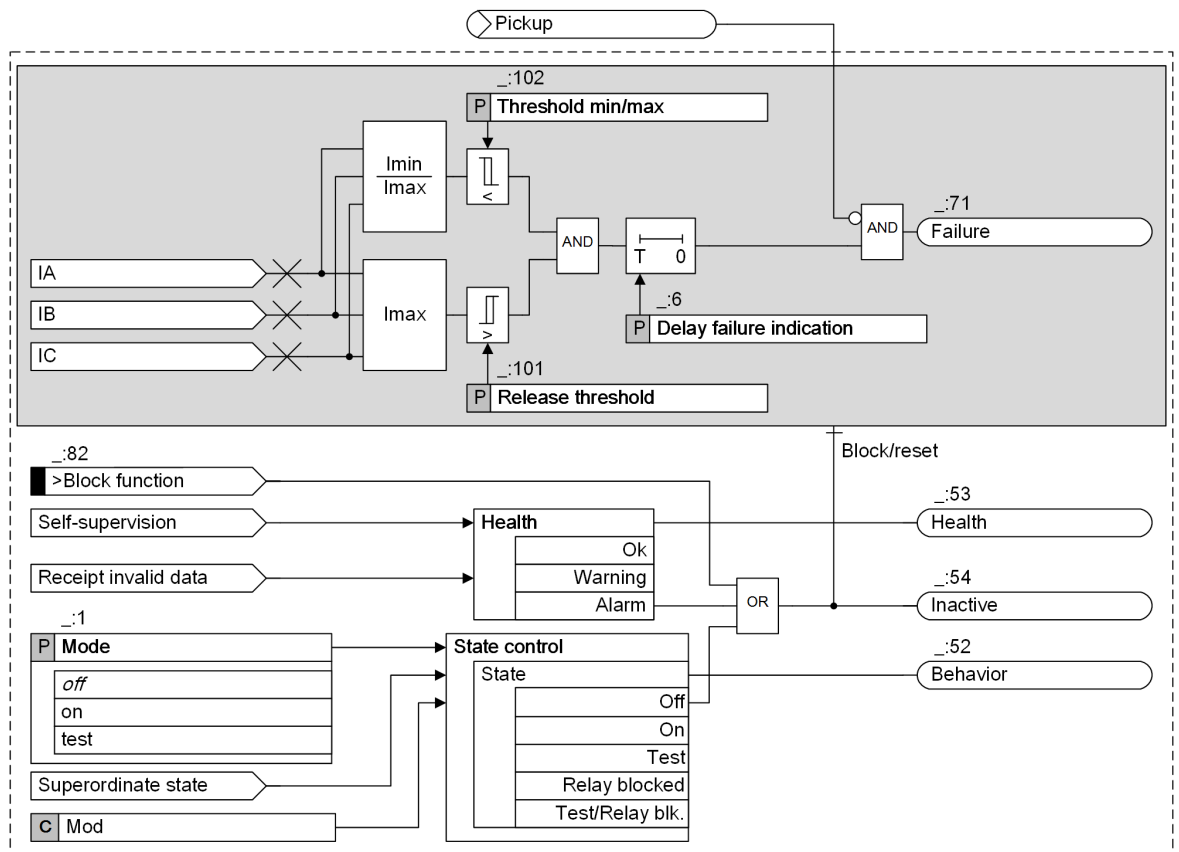 Pickup
_:102
P Threshold min/max
Imin
Imax
<
AND
T 0
AND
_:71
Failure
IA
IB
IC
Imax
>
_:6
P Delay failure indication
_:101
P Release threshold
Block/reset
_:82
>Block function
Self-supervision
Receipt invalid data
Health
Ok
Warning
Alarm
OR
_:53
Health
_:54
Inactive
_:1
P Mode
off
on
test
Superordinate state
C Mod
State control
State
Off
On
Test
Relay blocked
Test/Relay blk.
_:52
Behavior